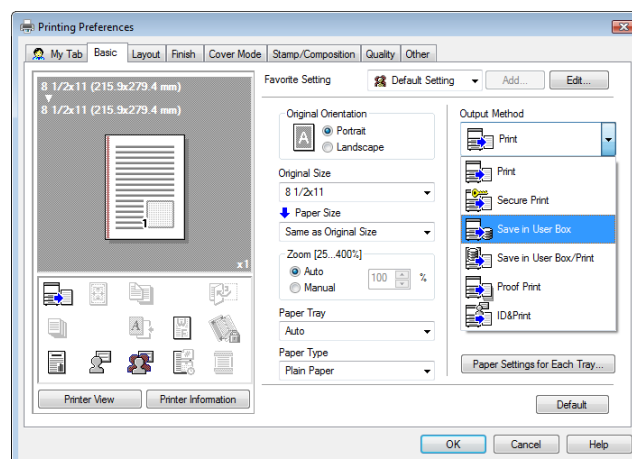 Printing Preferences
My Tab Basic Layout Finish Cover Mode Stamp/Composition Quality Other
8 1/2x11 (215.9x279.4 mm)
8 1/2x11 (215.9x279.4 mm)
1
x1
Printer View Printer Information
Favorite Setting Default Setting Add... Edit...
Original Orientation
A
Portrait
Landscape
Original Size
8 1/2x11
Paper Size
Same as Original Size
Zoom [25...400%]
Auto
Manual
100 %
Paper Tray
Auto
Paper Type
Plain Paper
Output Method
Print
Print
Secure Print
Save in User Box
Save in User Box/Print
Proof Print
ID&Print
Paper Settings for Each Tray...
Default
OK Cancel Help